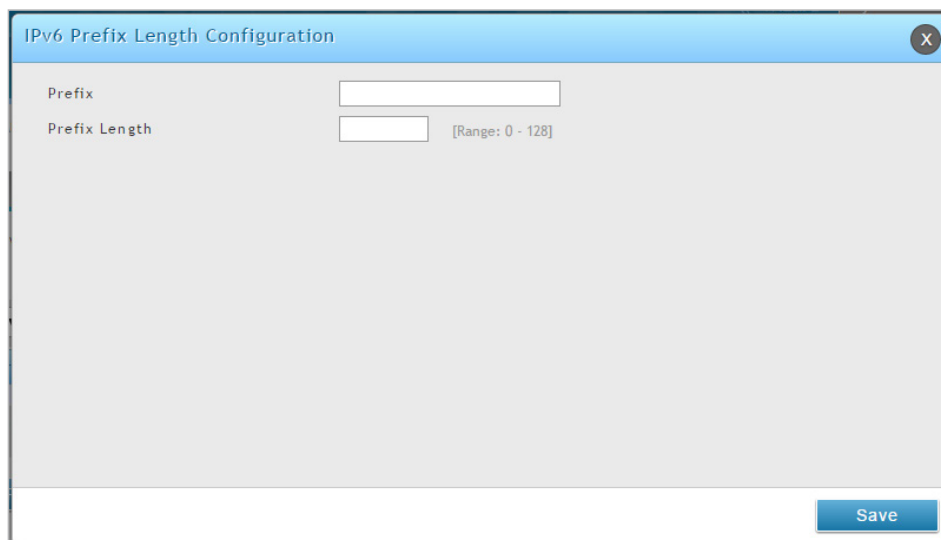 IPv6 Prefix Length Configuration
X
Prefix
Prefix Length [Range: 0 - 128]
Save